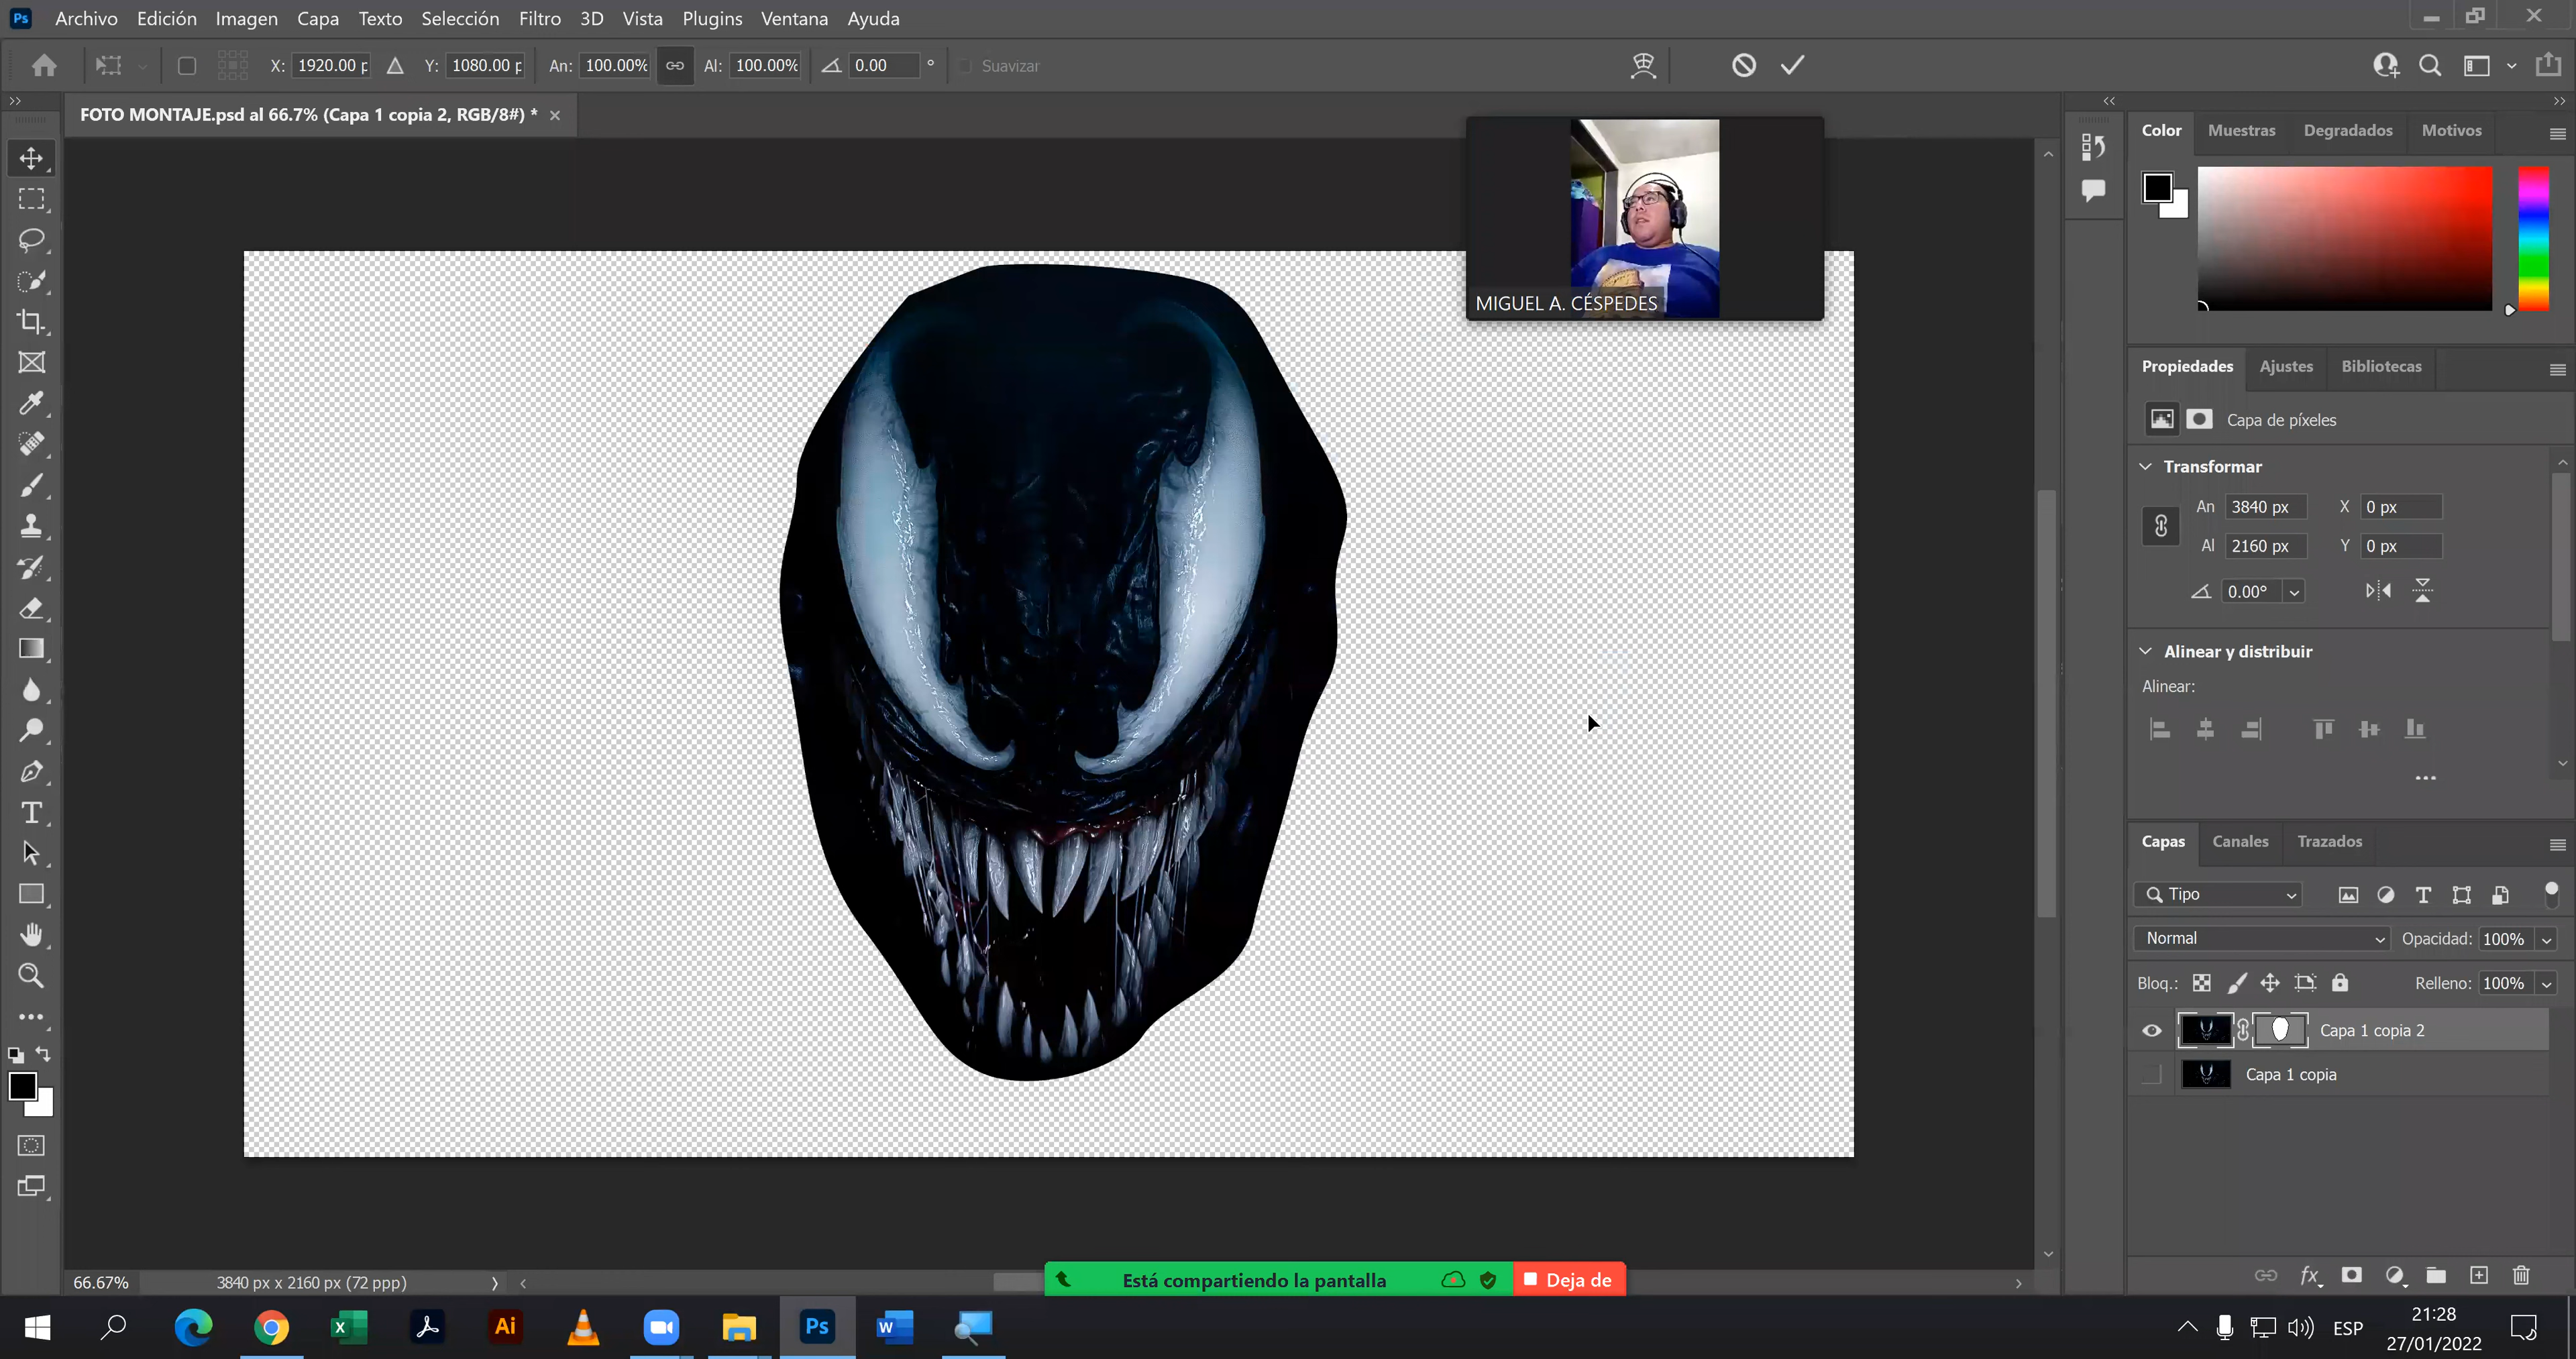 Ps Archivo Edición Imagen Capa Texto Selección Filtro 3D Vista Plugins Ventana Ayuda
X: 1920.00 p Y: 1080.00 p An: 100.00% Al: 100.00% 0.00 ° Suavizar
FOTO MONTAJE.psd al 66.7% (Capa 1 copia 2, RGB/8#) *
MIGUEL A. CÉSPEDES
Color Muestras Degradados Motivos
Propiedades Ajustes Bibliotecas
Capa de píxeles
Transformar
An 3840 px X 0 px
Al 2160 px Y 0 px
0.00°
Alinear y distribuir
Alinear:
Capas Canales Trazados
Tipo
Normal Opacidad: 100%
Bloq.: Relleno: 100%
Capa 1 copia 2
Capa 1 copia
66.67% 3840 px x 2160 px (72 ppp)
Está compartiendo la pantalla Deja de
Ai Ps W ESP
21:28
27/01/2022